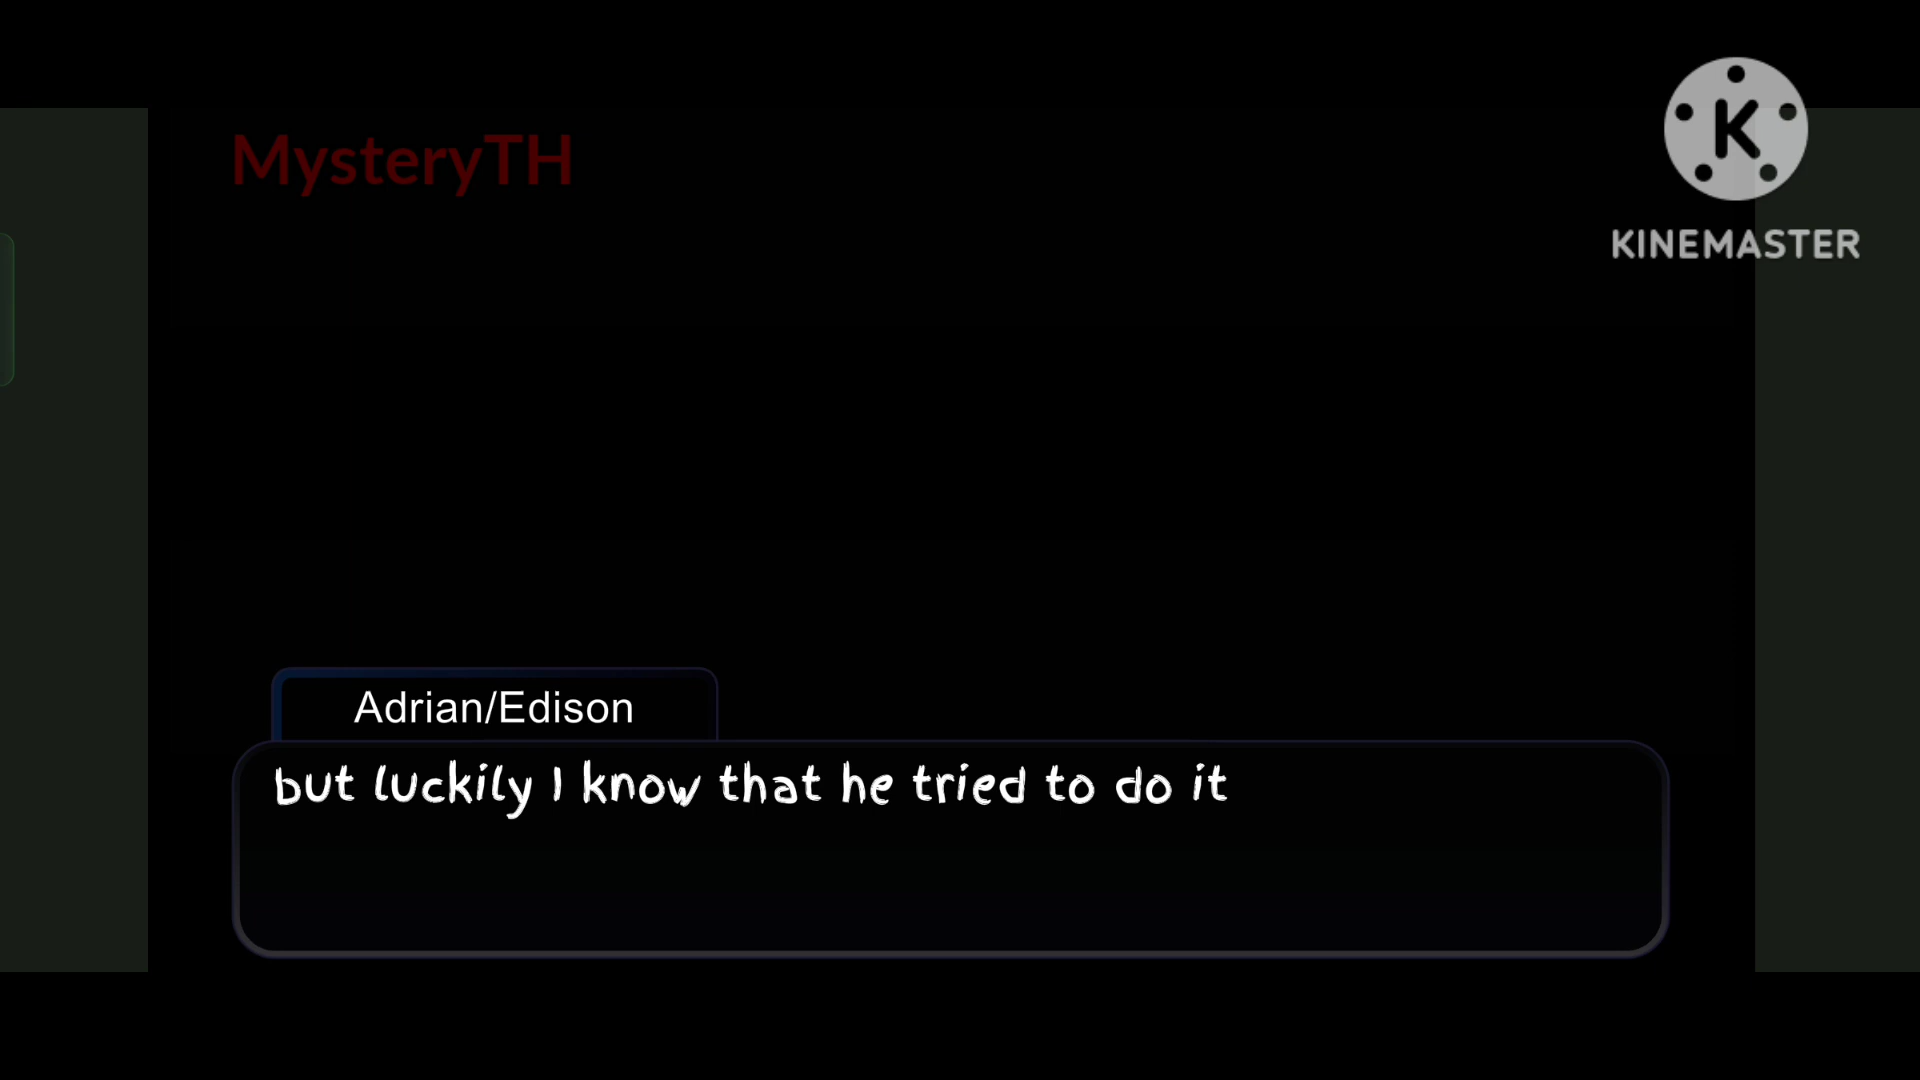 MysteryTH
K
KINEMASTER
Adrian/Edison
but luckily I know that he tried to do it